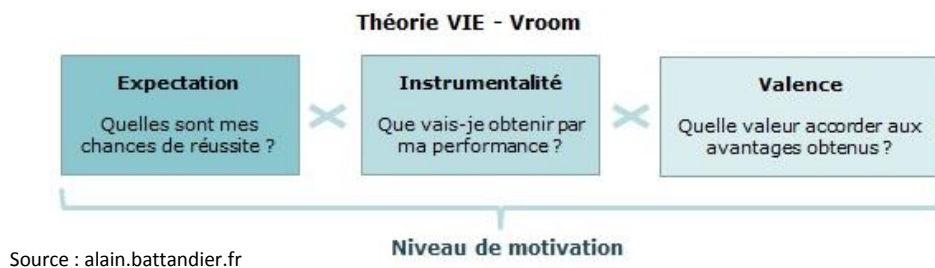 Théorie VIE - Vroom
Expectation
Quelles sont mes
chances de réussite ?
Instrumentalité
Que vais-je obtenir par
ma performance ?
Valence
Quelle valeur accorder aux
avantages obtenus ?
Niveau de motivation
Source : alain.battandier.fr